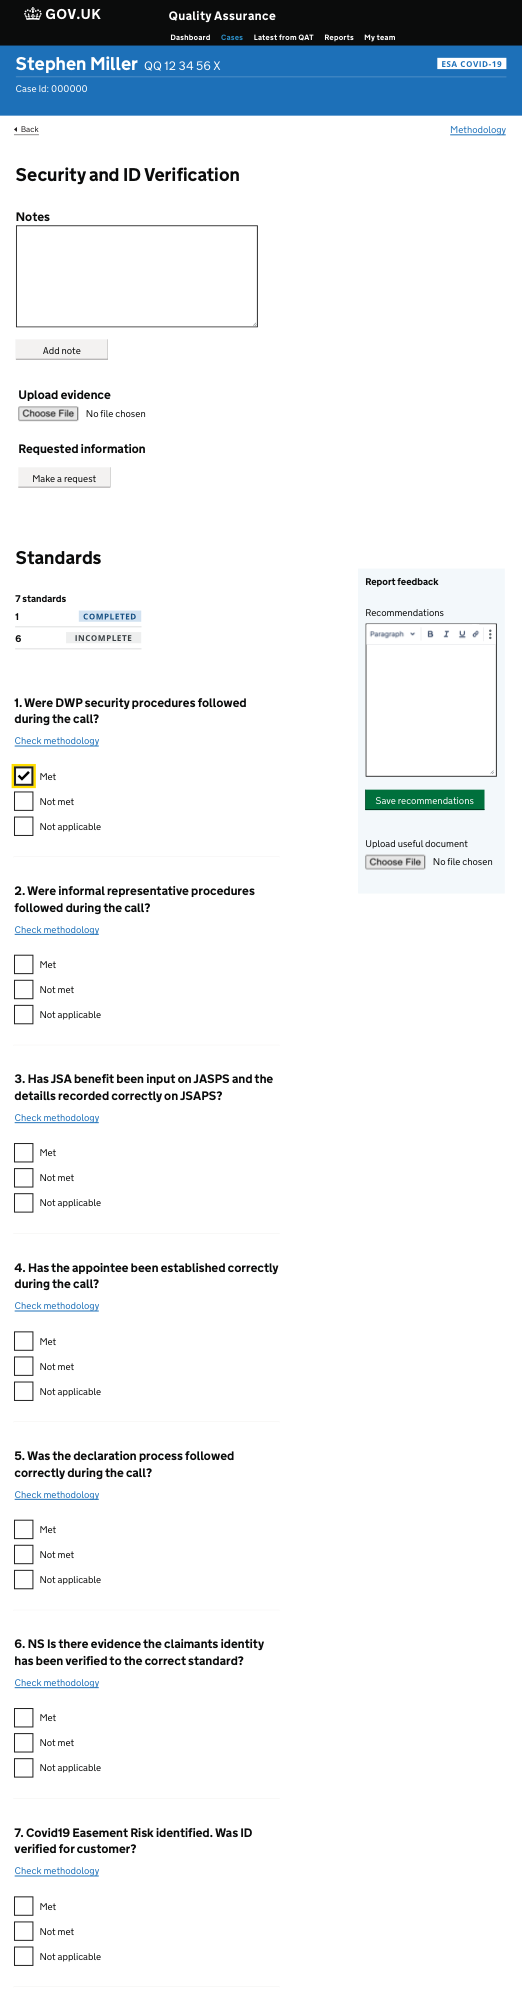 GOV.UK
Quality Assurance
Dashboard Cases Latest from QAT Reports My team
Stephen Miller QQ 12 34 56 X
ESA COVID-19
Case Id: 000000
Back
Methodology
Security and ID Verification
Notes
Add note
Upload evidence
Choose File No file chosen
Requested information
Make a request
Standards
7 standards
1 COMPLETED
6 INCOMPLETE
Report feedback
Recommendations
Paragraph B I U
Save recommendations
Upload useful document
Choose File No file chosen
1. Were DWP security procedures followed
during the call?
Check methodology
Met
Not met
Not applicable
2. Were informal representative procedures
followed during the call?
Check methodology
Met
Not met
Not applicable
3. Has JSA benefit been input on JASPS and the
detaills recorded correctly on JSAPS?
Check methodology
Met
Not met
Not applicable
4. Has the appointee been established correctly
during the call?
Check methodology
Met
Not met
Not applicable
5. Was the declaration process followed
correctly during the call?
Check methodology
Met
Not met
Not applicable
6. NS Is there evidence the claimants identity
has been verified to the correct standard?
Check methodology
Met
Not met
Not applicable
7. Covid19 Easement Risk identified. Was ID
verified for customer?
Check methodology
Met
Not met
Not applicable